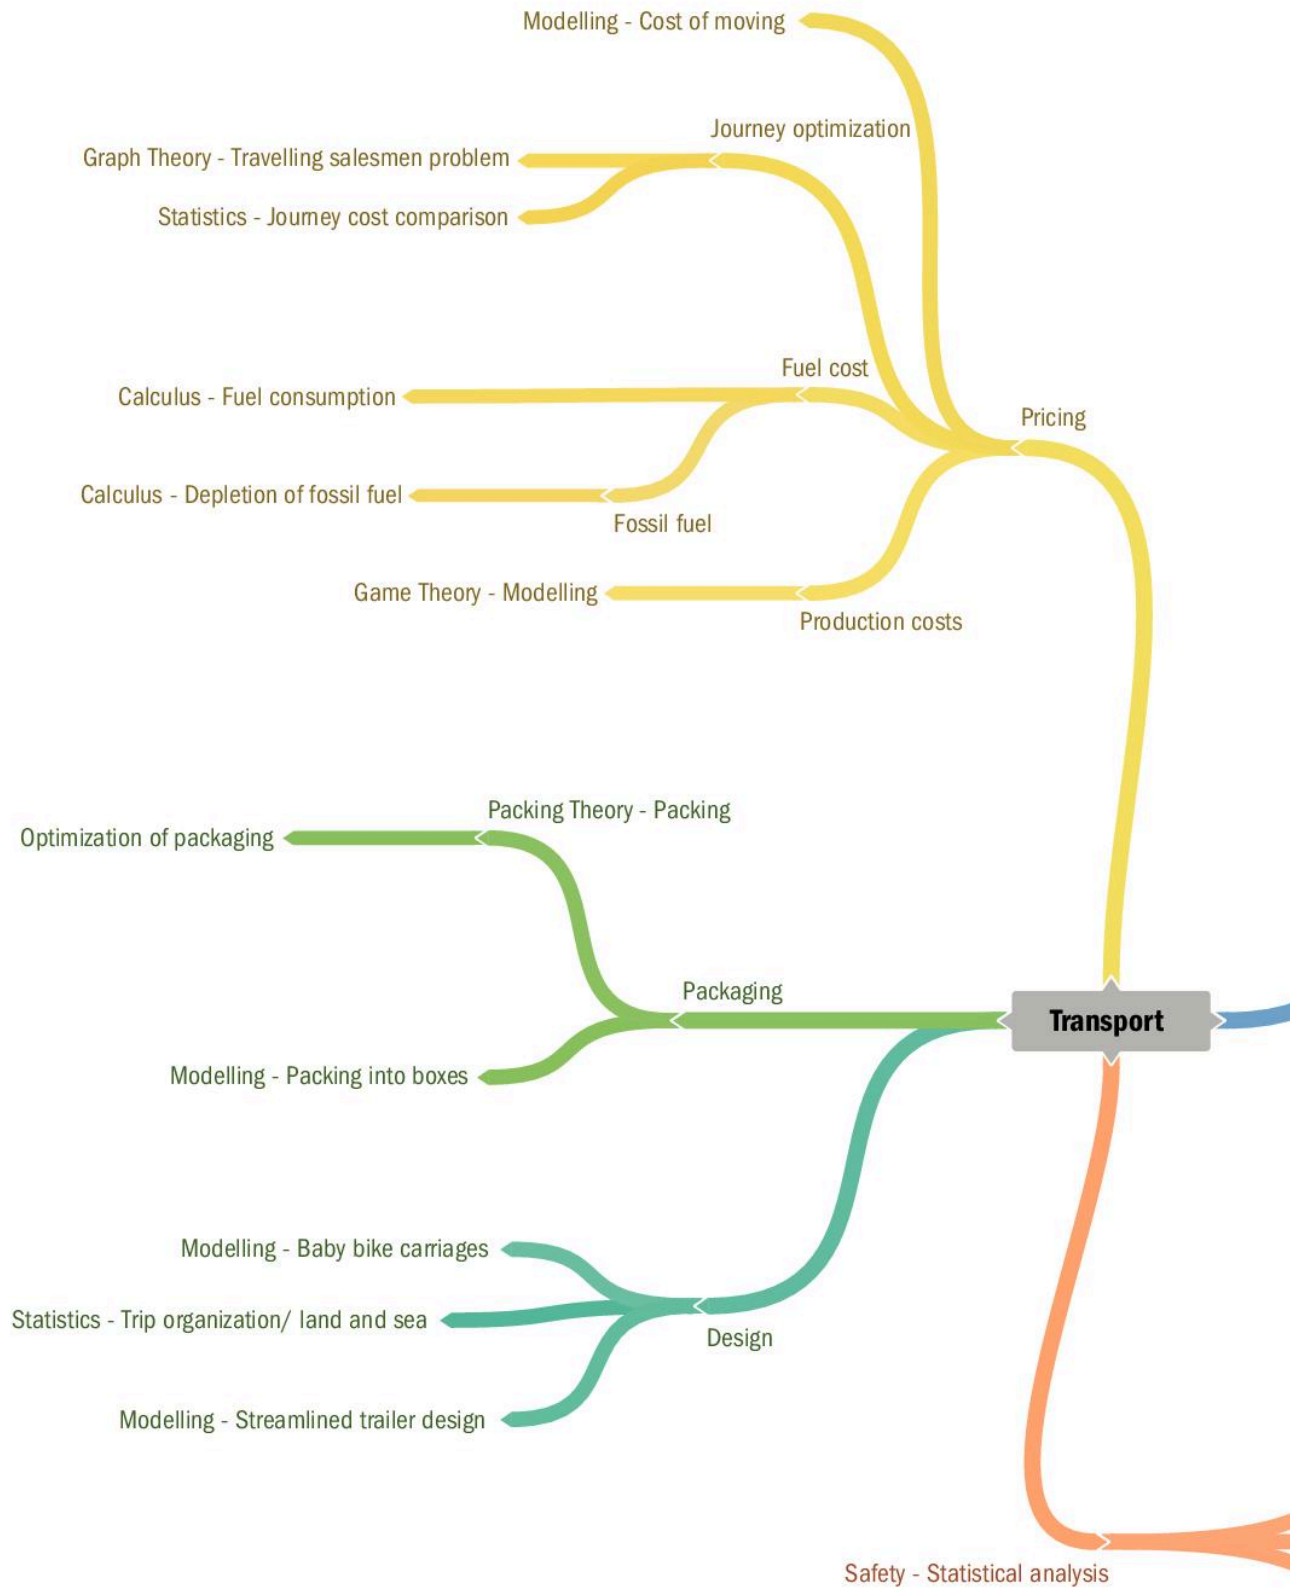 Modelling - Cost of moving
Journey optimization
Graph Theory - Travelling salesmen problem
Statistics - Journey cost comparison
Fuel cost
Calculus - Fuel consumption
Pricing
Calculus - Depletion of fossil fuel
Fossil fuel
Game Theory - Modelling
Production costs
Packing Theory - Packing
Optimization of packaging
Packaging
Transport
Modelling - Packing into boxes
Modelling - Baby bike carriages
Statistics - Trip organization/ land and sea
Design
Modelling - Streamlined trailer design
Safety - Statistical analysis